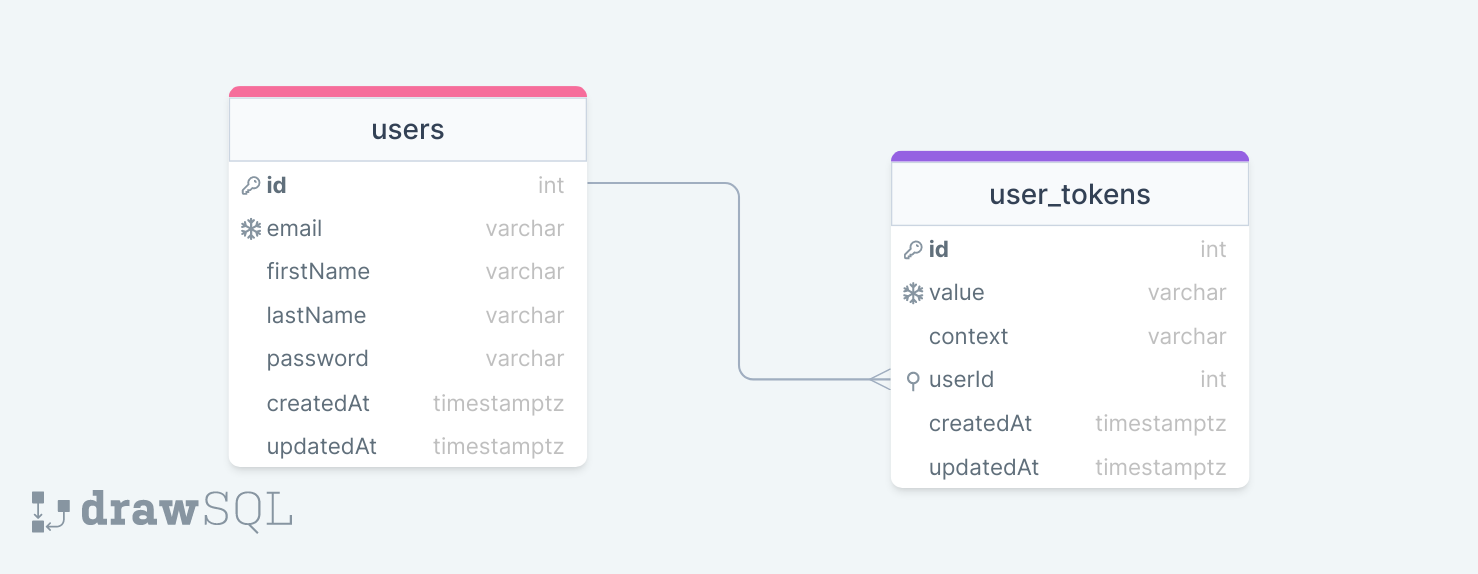 users
id int
email varchar
firstName varchar
lastName varchar
password varchar
createdAt timestamptz
updatedAt timestamptz
user_tokens
id int
value varchar
context varchar
userId int
createdAt timestamptz
updatedAt timestamptz
drawSQL